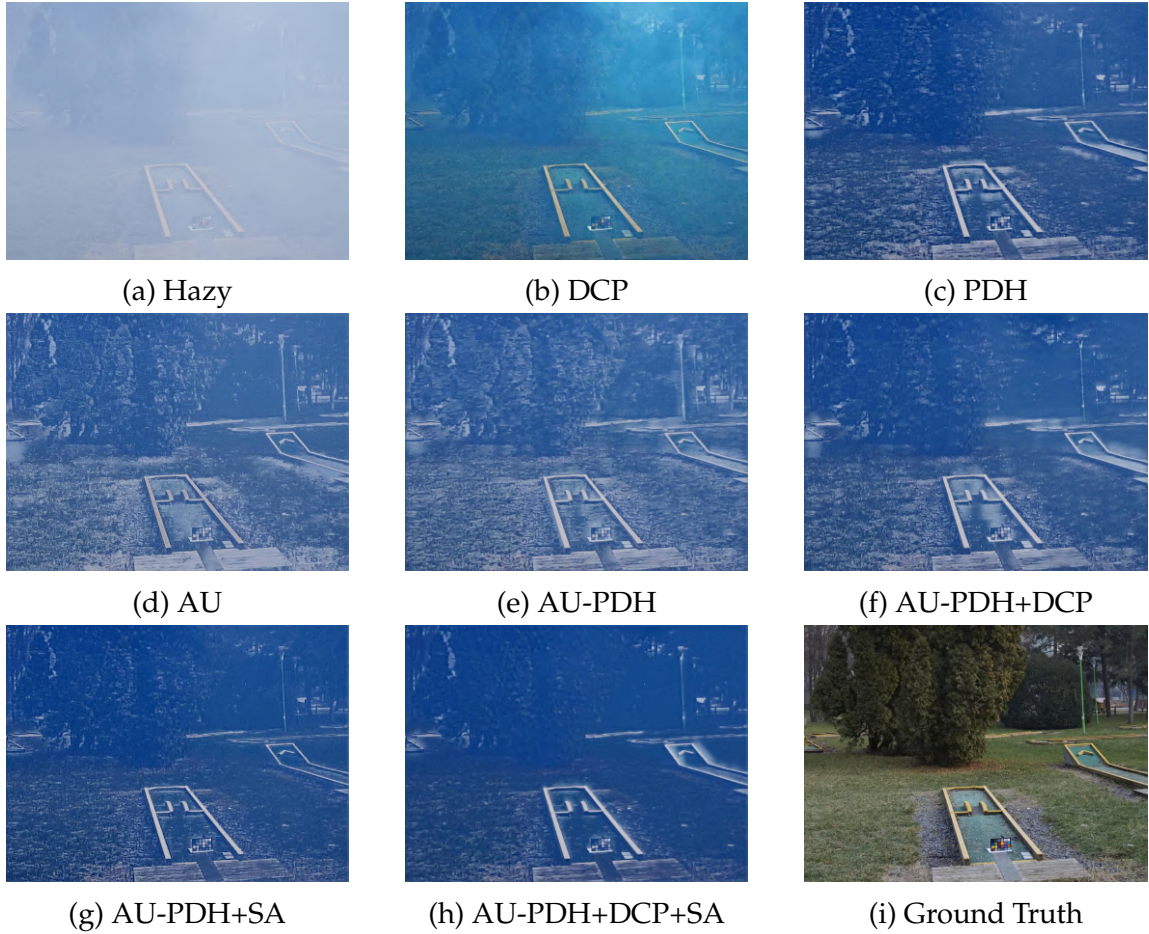 (a) Hazy
(b) DCP
(c) PDH
(d) AU
(e) AU-PDH
(f) AU-PDH+DCP
(g) AU-PDH+SA
(h) AU-PDH+DCP+SA
(i) Ground Truth